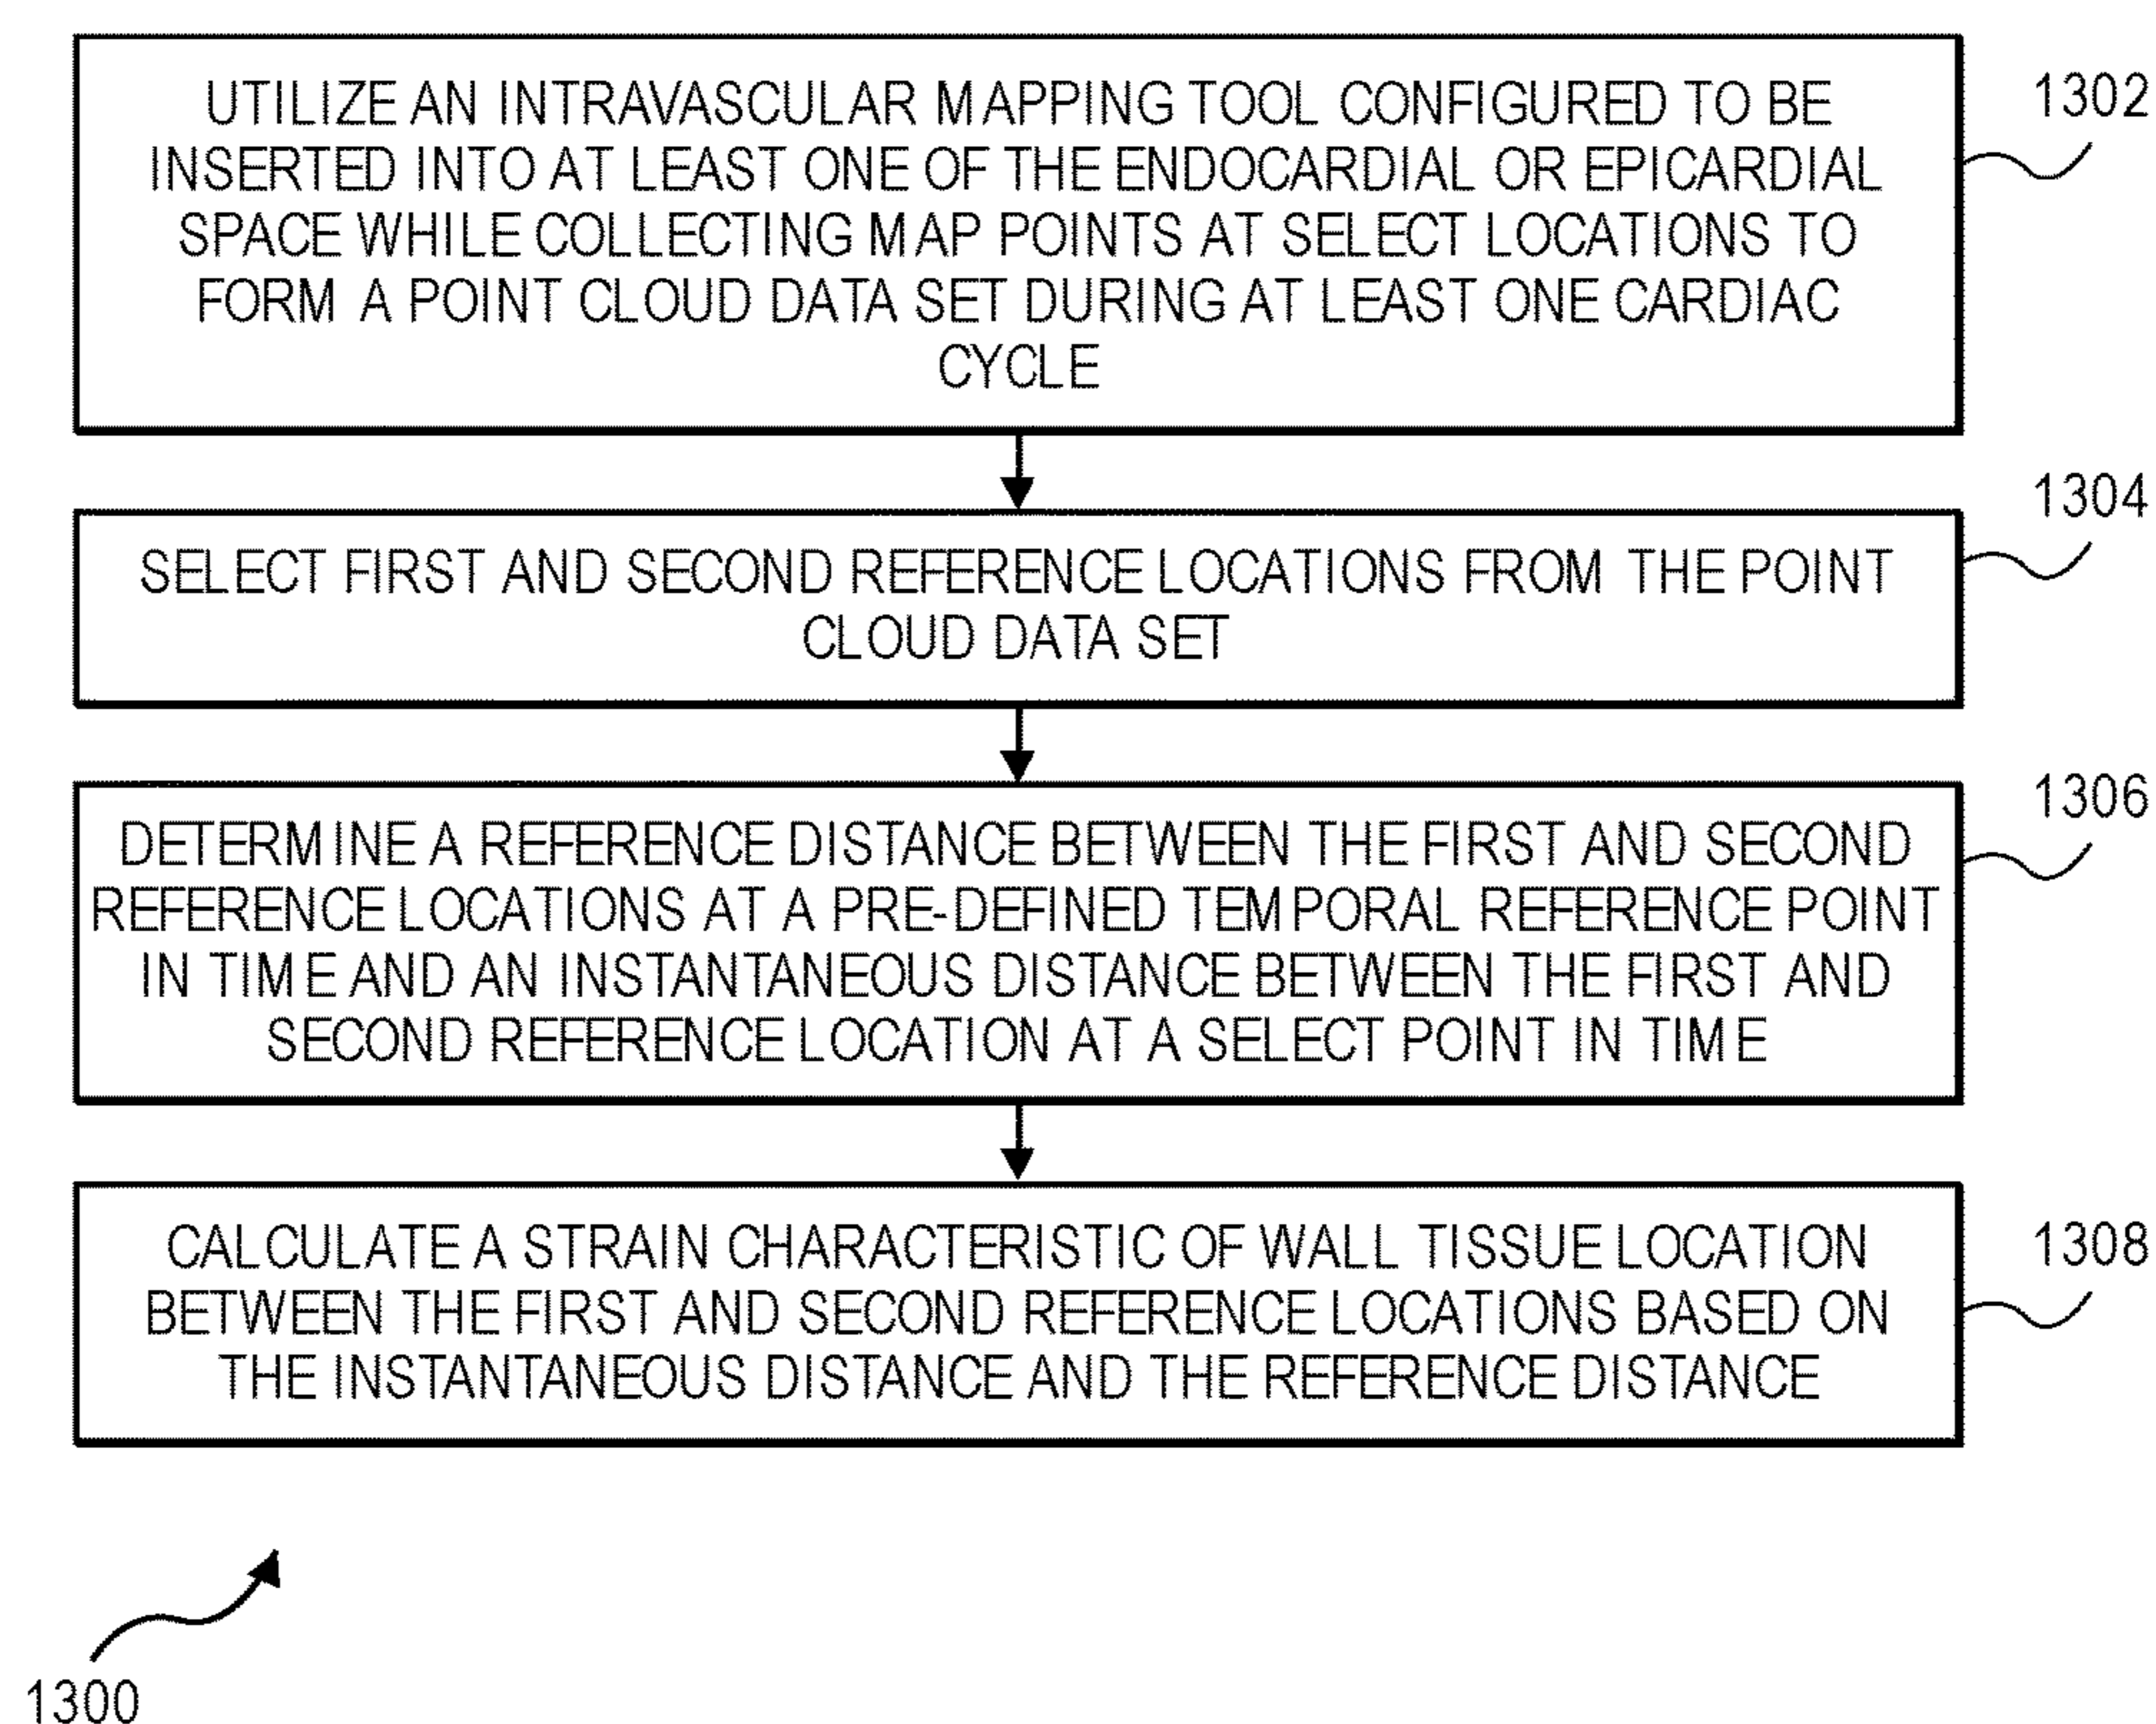 UTILIZE AN INTRAVASCULAR MAPPING TOOL CONFIGURED TO BE
INSERTED INTO AT LEAST ONE OF THE ENDOCARDIAL OR EPICARDIAL
SPACE WHILE COLLECTING MAP POINTS AT SELECT LOCATIONS TO
FORM A POINT CLOUD DATA SET DURING AT LEAST ONE CARDIAC
CYCLE
1302
SELECT FIRST AND SECOND REFERENCE LOCATIONS FROM THE POINT
CLOUD DATA SET
1304
DETERMINE A REFERENCE DISTANCE BETWEEN THE FIRST AND SECOND
REFERENCE LOCATIONS AT A PRE-DEFINED TEMPORAL REFERENCE POINT
IN TIME AND AN INSTANTANEOUS DISTANCE BETWEEN THE FIRST AND
SECOND REFERENCE LOCATION AT A SELECT POINT IN TIME
1306
CALCULATE A STRAIN CHARACTERISTIC OF WALL TISSUE LOCATION
BETWEEN THE FIRST AND SECOND REFERENCE LOCATIONS BASED ON
THE INSTANTANEOUS DISTANCE AND THE REFERENCE DISTANCE
1308
1300